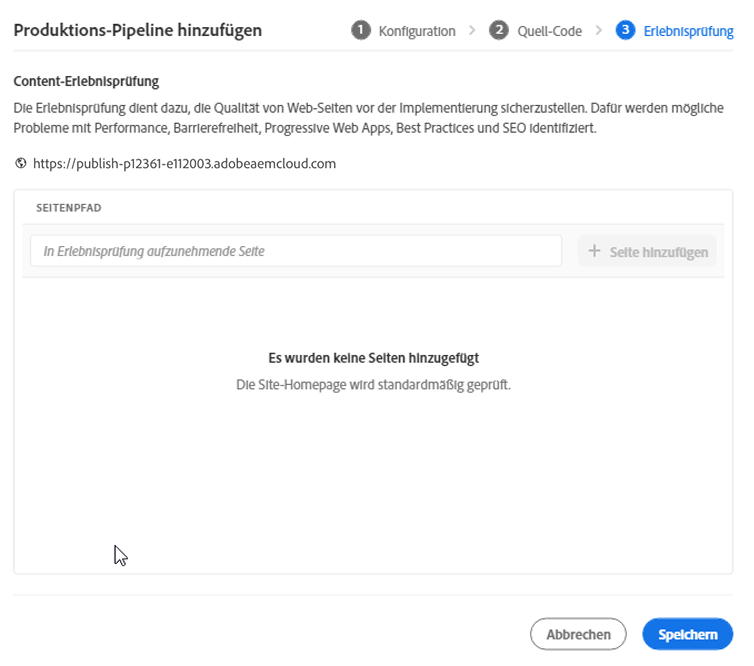 Produktions-Pipeline hinzufügen
1 Konfiguration > 2 Quell-Code > 3 Erlebnisprüfung
Content-Erlebnisprüfung
Die Erlebnisprüfung dient dazu, die Qualität von Web-Seiten vor der Implementierung sicherzustellen. Dafür werden mögliche
Probleme mit Performance, Barrierefreiheit, Progressive Web Apps, Best Practices und SEO identifiziert.
https://publish-p12361-e112003.adobeaemcloud.com
SEITENPFAD
In Erlebnisprüfung aufzunehmende Seite
+ Seite hinzufügen
Es wurden keine Seiten hinzugefügt
Die Site-Homepage wird standardmäßig geprüft.
Abbrechen Speichern